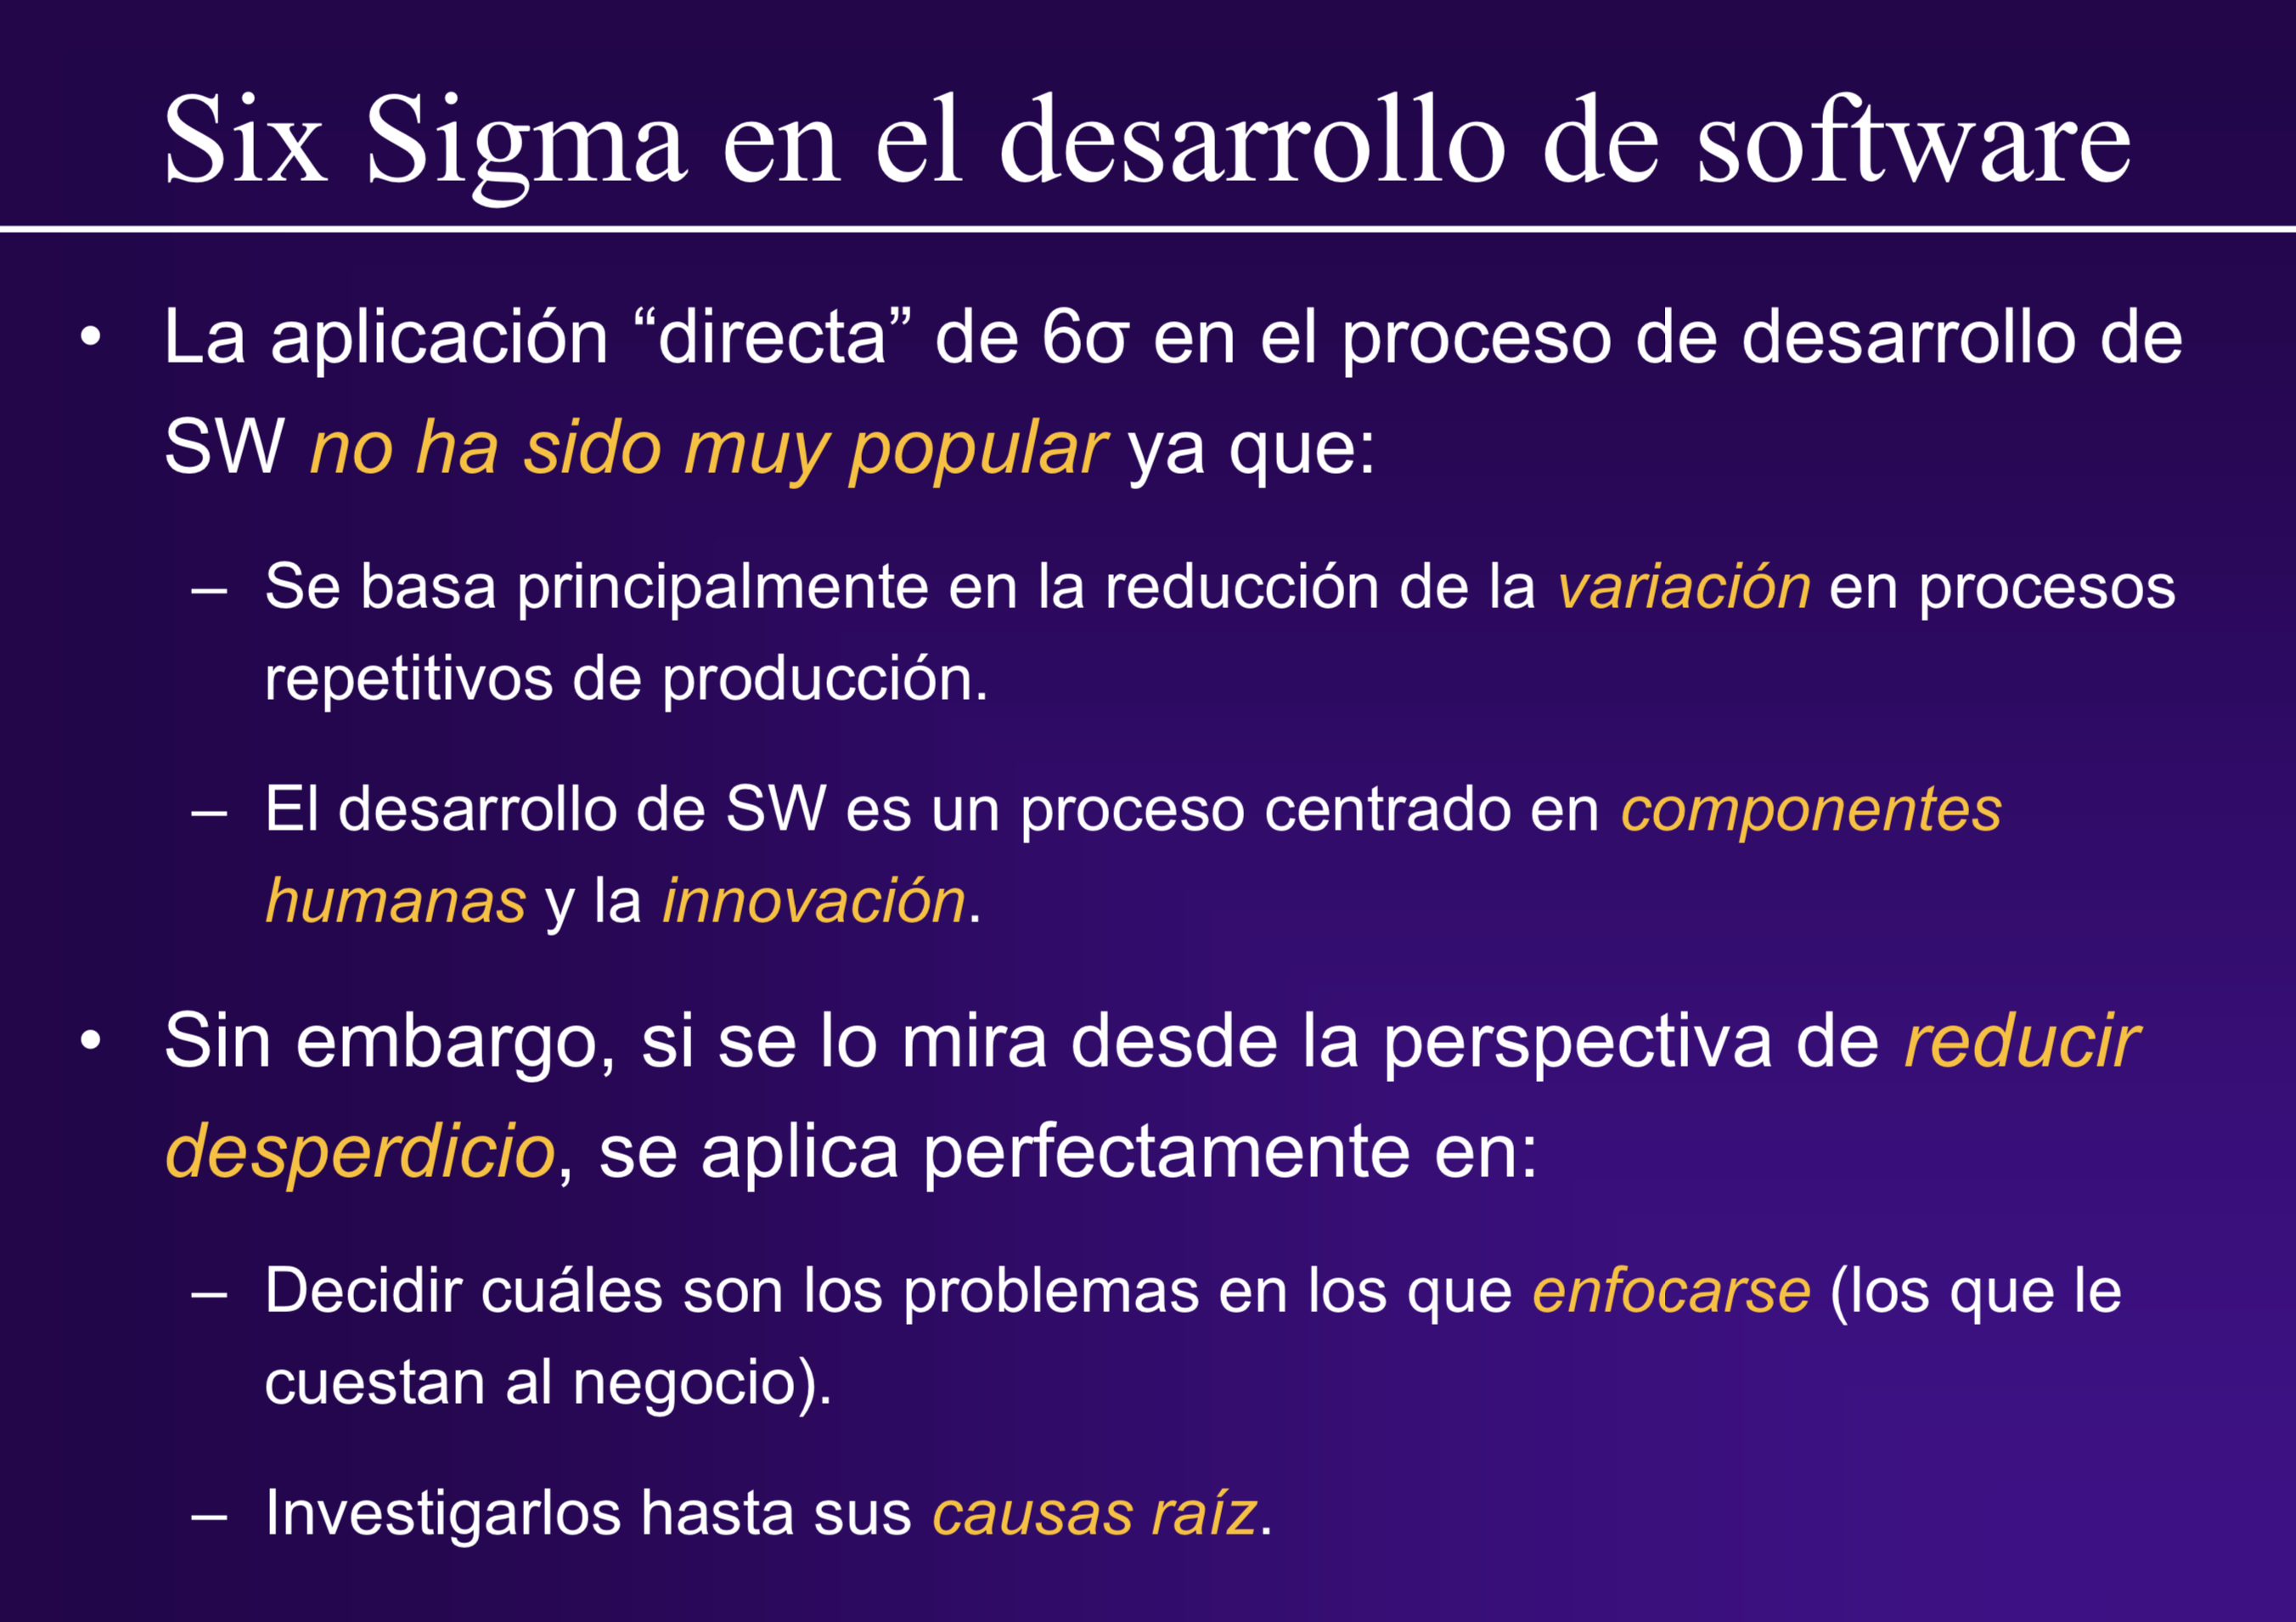 Six Sigma en el desarrollo de software
• La aplicación “directa” de 6σ en el proceso de desarrollo de
SW no ha sido muy popular ya que:
– Se basa principalmente en la reducción de la variación en procesos
repetitivos de producción.
– El desarrollo de SW es un proceso centrado en componentes
humanas y la innovación.
• Sin embargo, si se lo mira desde la perspectiva de reducir
desperdicio, se aplica perfectamente en:
– Decidir cuáles son los problemas en los que enfocarse (los que le
cuestan al negocio).
– Investigarlos hasta sus causas raíz.